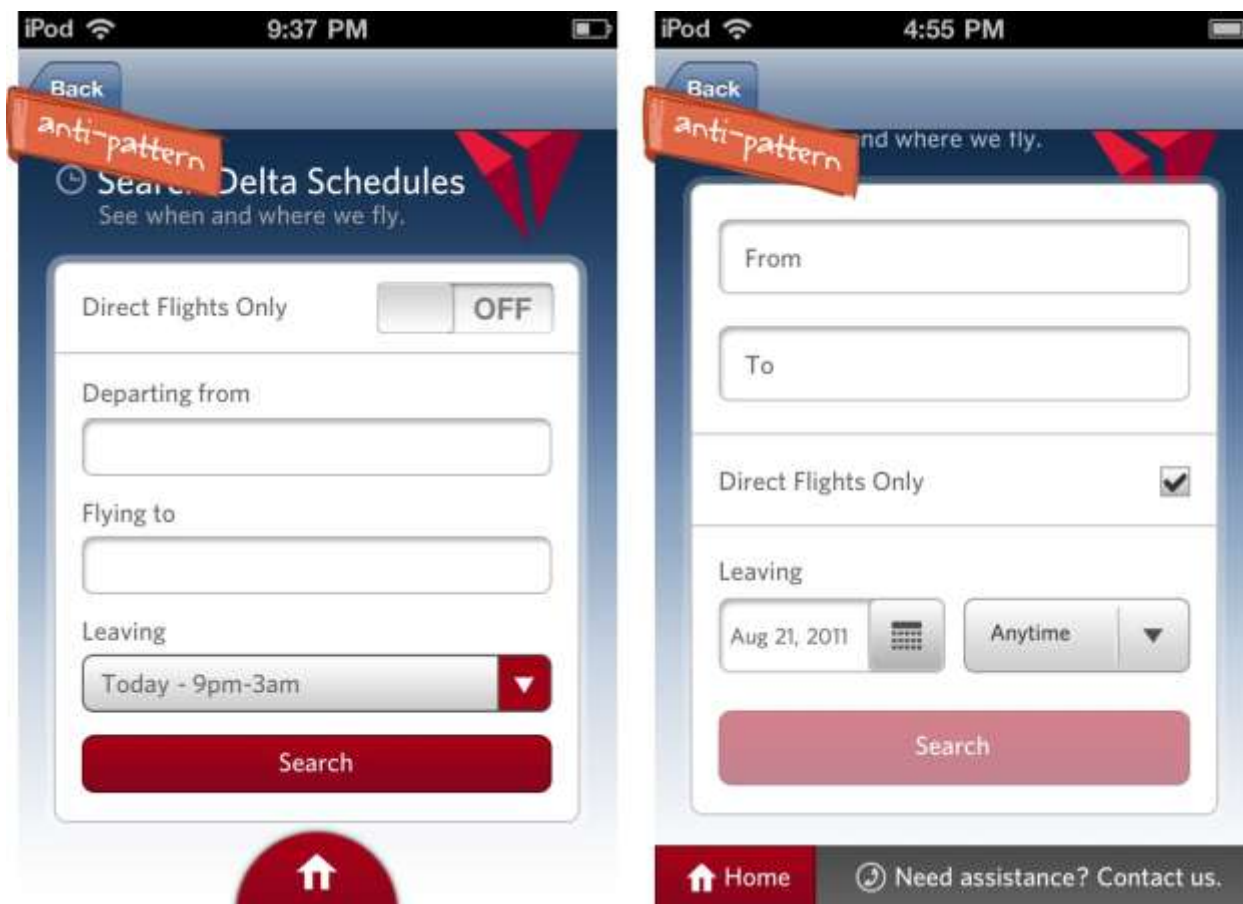 iPod 9:37 PM
Back
anti-pattern
Delta Schedules
See when and where we fly.
Direct Flights Only OFF
Departing from
Flying to
Leaving
Today - 9pm-3am
Search
iPod 4:55 PM
Back
anti-pattern
and where we fly.
From
To
Direct Flights Only
Leaving
Aug 21, 2011 Anytime
Search
Home Need assistance? Contact us.